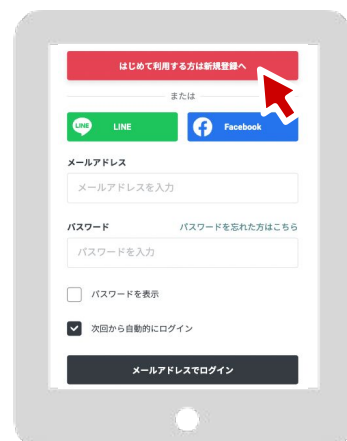 はじめて利用する方は新規登録へ
または
LINE LINE
Facebook
メールアドレス
メールアドレスを入力
パスワード パスワードを忘れた方はこちら
パスワードを入力
パスワードを表示
次回から自動的にログイン
メールアドレスでログイン